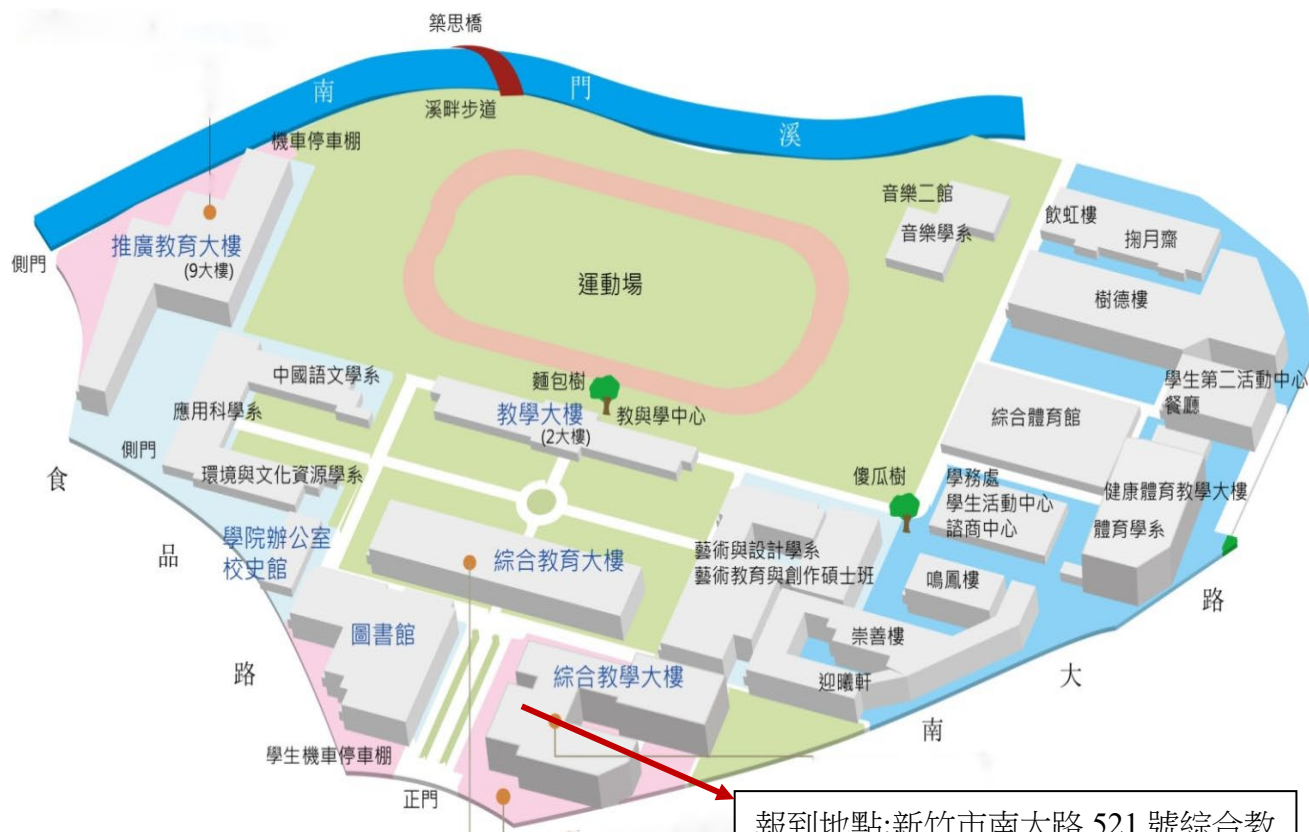 築思橋
南
門
溪
溪畔步道
機車停車棚
音樂二館
音樂學系
飲虹樓
掬月齋
推廣教育大樓
(9大樓)
側門
運動場
樹德樓
中國語文學系
麵包樹
學生第二活動中心
餐廳
應用科學系
教學大樓
(2大樓)
教與學中心
綜合體育館
側門
食
環境與文化資源學系
傻瓜樹
學務處
學生活動中心
諮商中心
健康體育教學大樓
體育學系
品
學院辦公室
校史館
綜合教育大樓
藝術與設計學系
藝術教育與創作碩士班
鳴鳳樓
路
圖書館
崇善樓
路
綜合教學大樓
迎曦軒
大
南
學生機車停車棚
正門
報到地點:新竹市南大路 521 號綜合教